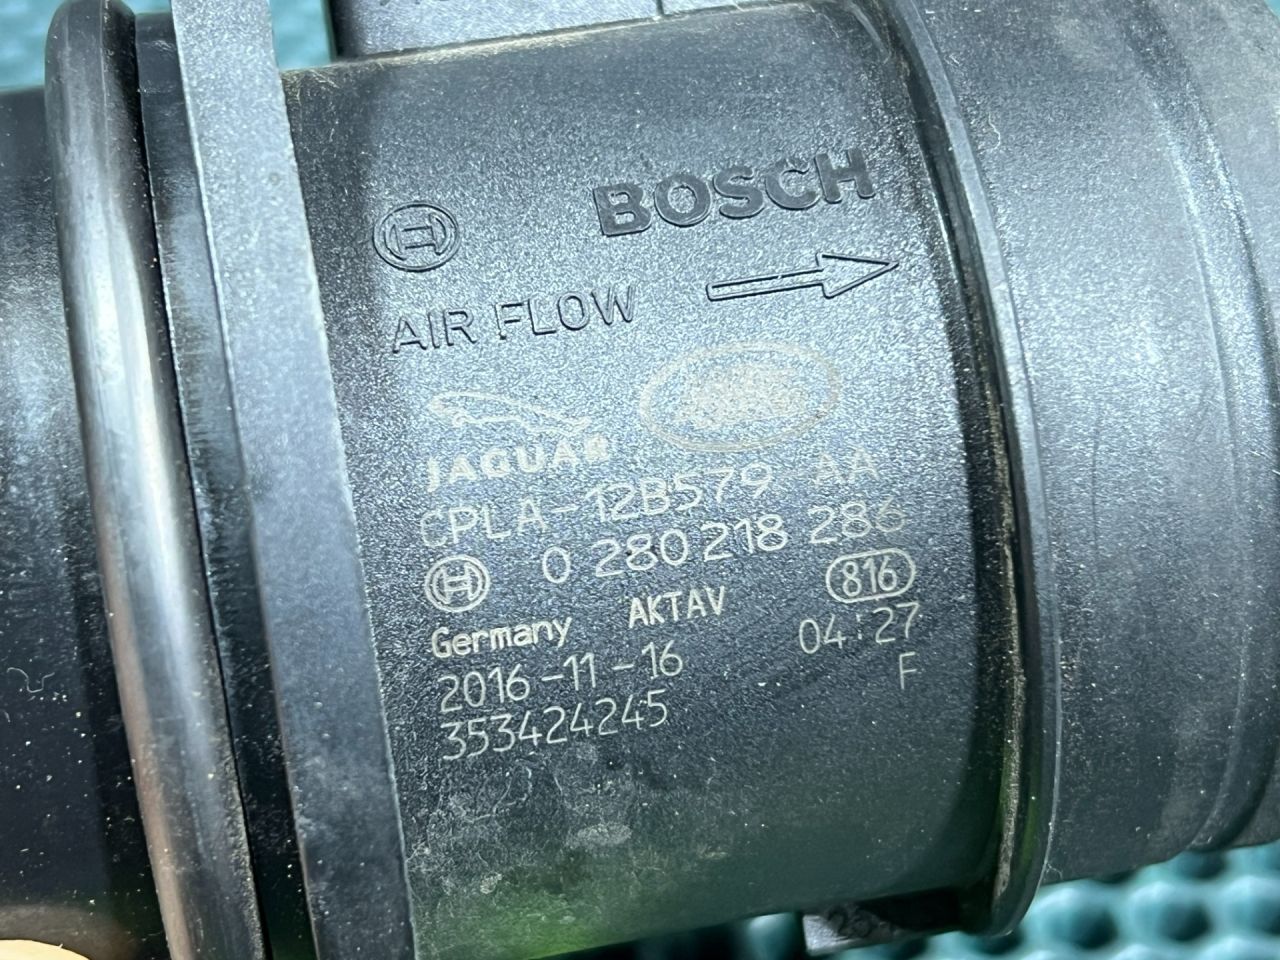 BOSCH
AIR FLOW
JAGUAR
CPLA-12B579-AA
0 280 218 286
Germany AKTAV 816
2016-11-16 04:27
353424245 F